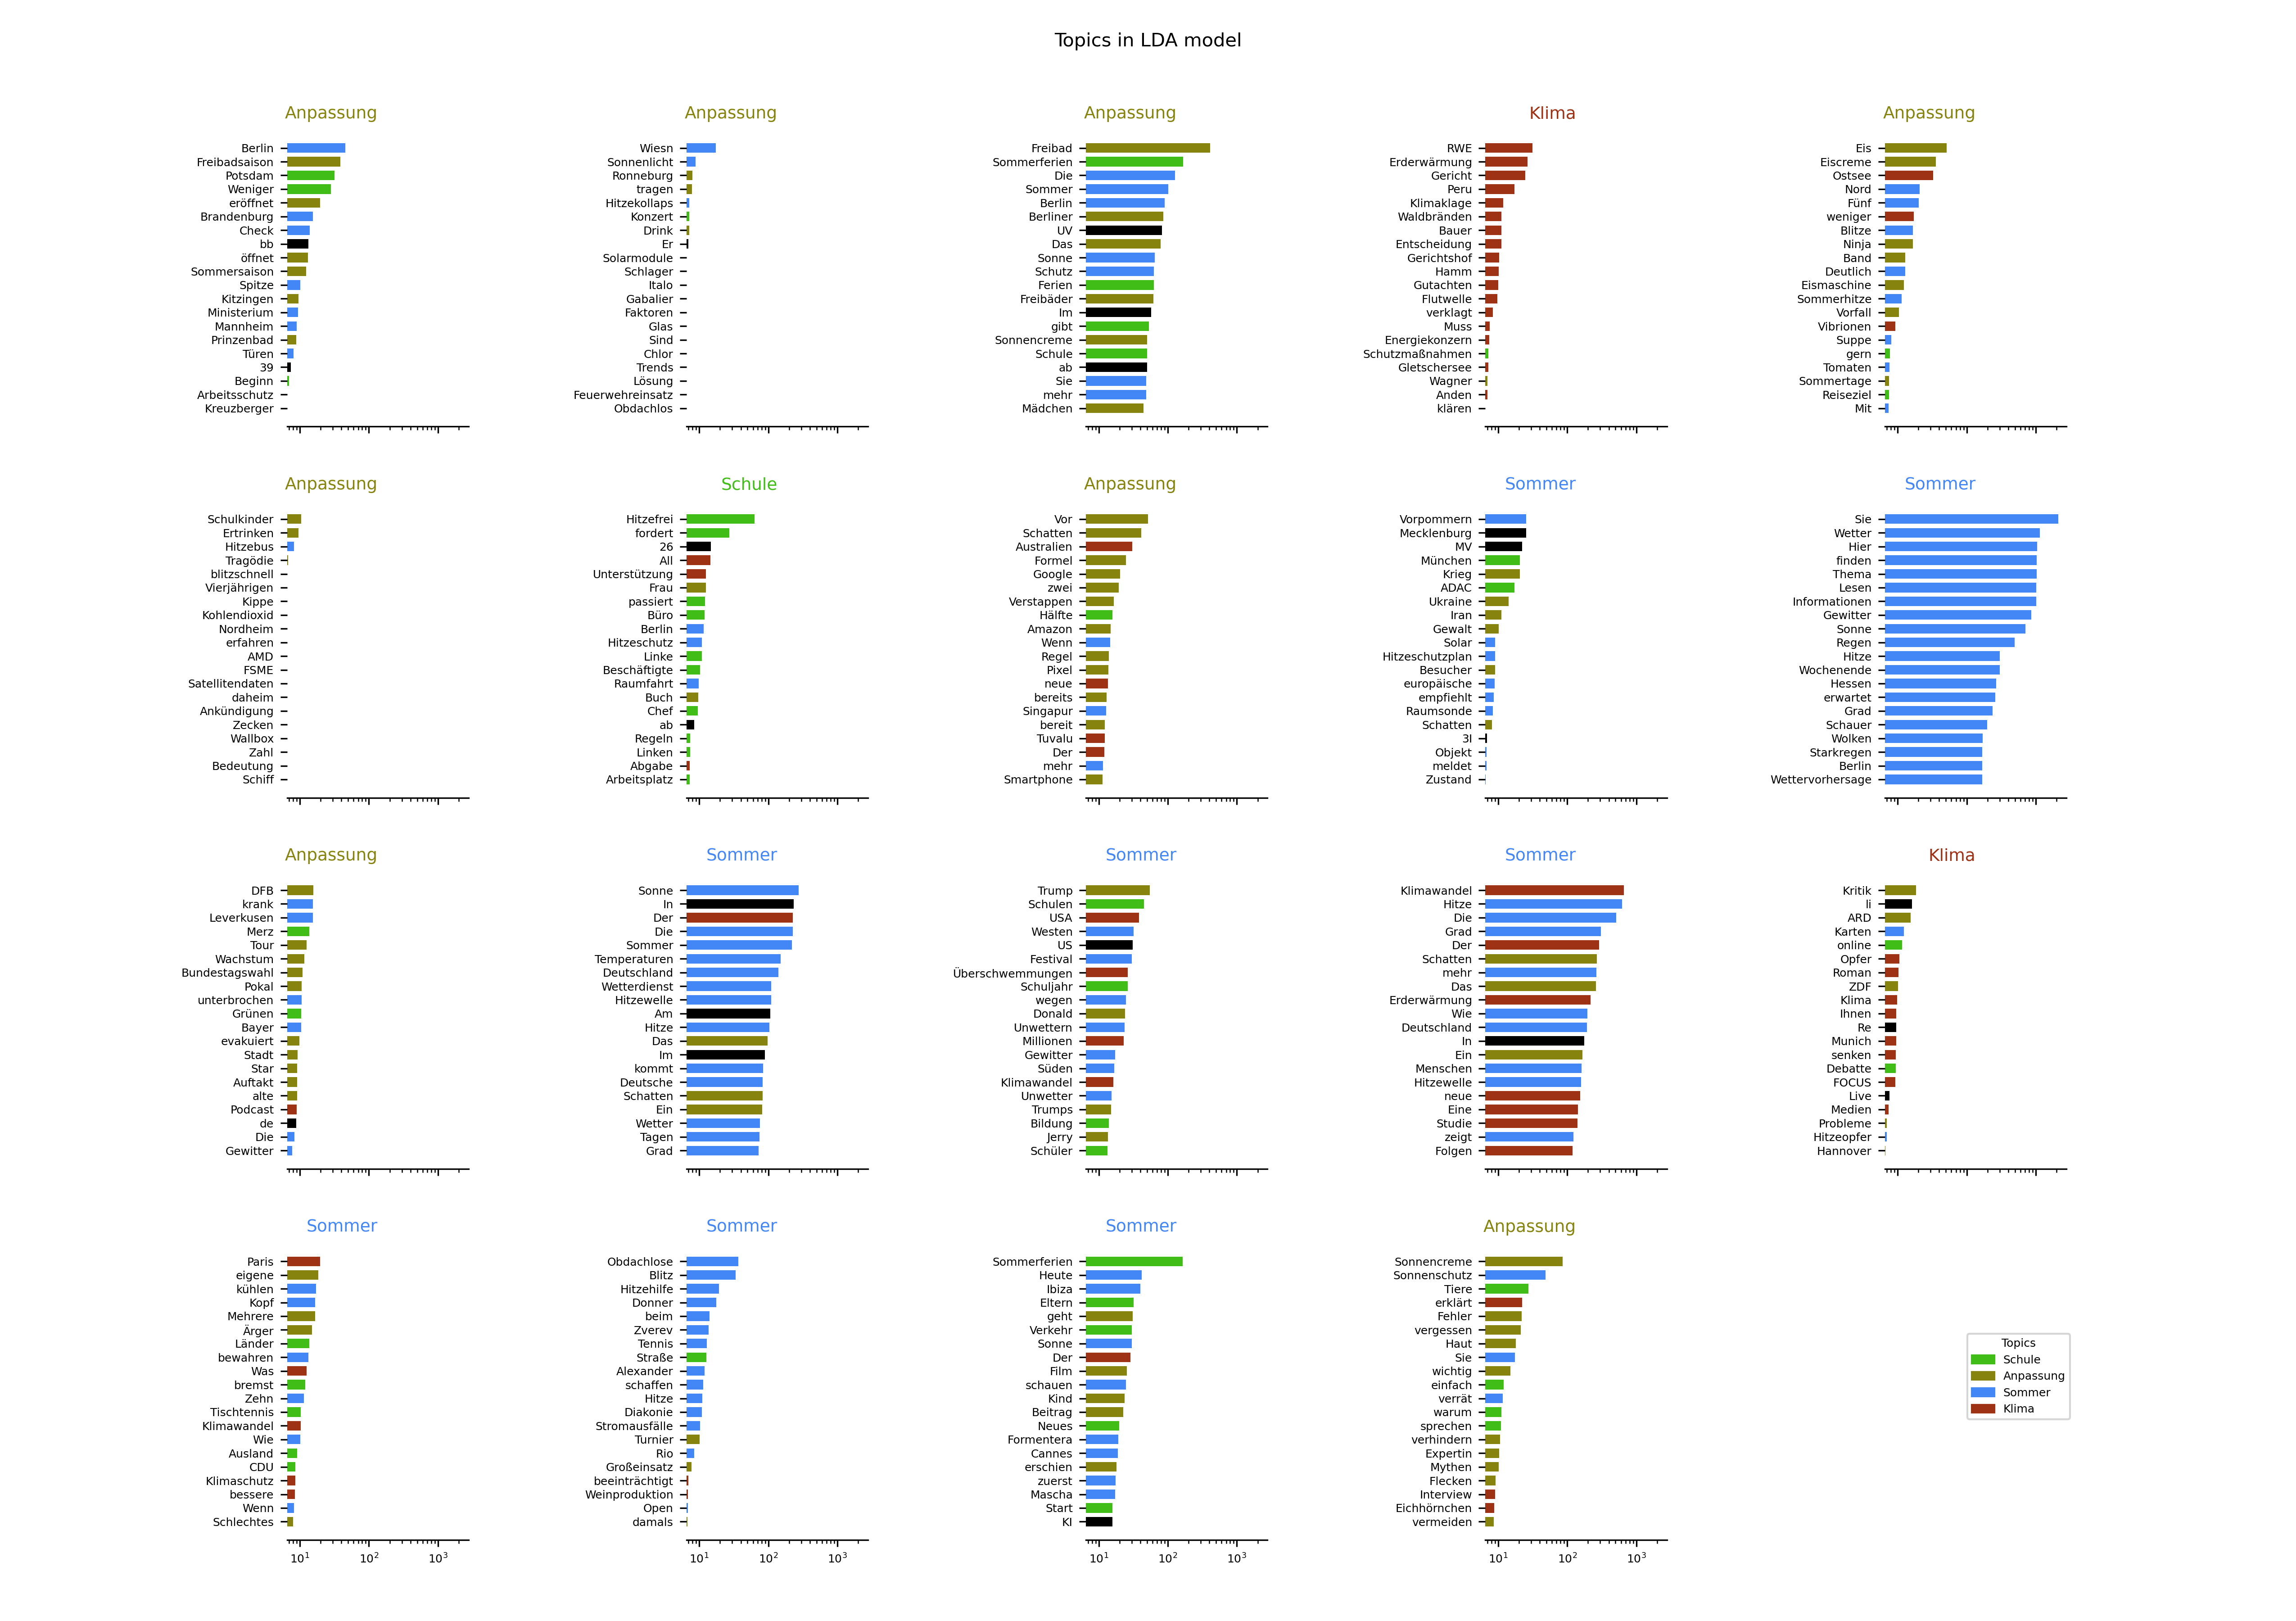 Topics in LDA model
Anpassung
Berlin
Freibadsaison
Potsdam
Weniger
eröffnet
Brandenburg
Check
bb
öffnet
Sommersaison
Spitze
Kitzingen
Ministerium
Mannheim
Prinzenbad
Türen
39
Beginn
Arbeitsschutz
Kreuzberger
Anpassung
Wiesn
Sonnenlicht
Ronneburg
tragen
Hitzekollaps
Konzert
Drink
Er
Solarmodule
Schlager
Italo
Gabalier
Faktoren
Glas
Sind
Chlor
Trends
Lösung
Feuerwehreinsatz
Obdachlos
Anpassung
Freibad
Sommerferien
Die
Sommer
Berlin
Berliner
UV
Das
Sonne
Schutz
Ferien
Freibäder
Im
gibt
Sonnencreme
Schule
ab
Sie
mehr
Mädchen
Klima
RWE
Erderwärmung
Gericht
Peru
Klimaklage
Waldbränden
Bauer
Entscheidung
Gerichtshof
Hamm
Gutachten
Flutwelle
verklagt
Muss
Energiekonzern
Schutzmaßnahmen
Gletschersee
Wagner
Anden
klären
Anpassung
Eis
Eiscreme
Ostsee
Nord
Fünf
weniger
Blitze
Ninja
Band
Deutlich
Eismaschine
Sommerhitze
Vorfall
Vibrionen
Suppe
gern
Tomaten
Sommertage
Reiseziel
Mit
Anpassung
Schulkinder
Ertrinken
Hitzebus
Tragödie
blitzschnell
Vierjährigen
Kippe
Kohlendioxid
Nordheim
erfahren
AMD
FSME
Satellitendaten
daheim
Ankündigung
Zecken
Wallbox
Zahl
Bedeutung
Schiff
Schule
Hitzefrei
fordert
26
All
Unterstützung
Frau
passiert
Büro
Berlin
Hitzeschutz
Linke
Beschäftigte
Raumfahrt
Buch
Chef
ab
Regeln
Linken
Abgabe
Arbeitsplatz
Anpassung
Vor
Schatten
Australien
Formel
Google
zwei
Verstappen
Hälfte
Amazon
Wenn
Regel
Pixel
neue
bereits
Singapur
bereit
Tuvalu
Der
mehr
Smartphone
Sommer
Vorpommern
Mecklenburg
MV
München
Krieg
ADAC
Ukraine
Iran
Gewalt
Solar
Hitzeschutzplan
Besucher
europäische
empfiehlt
Raumsonde
Schatten
3I
Objekt
meldet
Zustand
Sommer
Sie
Wetter
Hier
finden
Thema
Lesen
Informationen
Gewitter
Sonne
Regen
Hitze
Wochenende
Hessen
erwartet
Grad
Schauer
Wolken
Starkregen
Berlin
Wettervorhersage
Anpassung
DFB
krank
Leverkusen
Merz
Tour
Wachstum
Bundestagswahl
Pokal
unterbrochen
Grünen
Bayer
evakuiert
Stadt
Star
Auftakt
alte
Podcast
de
Die
Gewitter
Sommer
Sonne
In
Der
Die
Sommer
Temperaturen
Deutschland
Wetterdienst
Hitzewelle
Am
Hitze
Das
Im
kommt
Deutsche
Schatten
Ein
Wetter
Tagen
Grad
Sommer
Trump
Schulen
USA
Westen
US
Festival
Überschwemmungen
Schuljahr
wegen
Donald
Unwettern
Millionen
Gewitter
Süden
Klimawandel
Unwetter
Trumps
Bildung
Jerry
Schüler
Sommer
Klimawandel
Hitze
Die
Grad
Der
Schatten
mehr
Das
Erderwärmung
Wie
Deutschland
In
Ein
Menschen
Hitzewelle
neue
Eine
Studie
zeigt
Folgen
Klima
Kritik
li
ARD
Karten
online
Opfer
Roman
ZDF
Klima
Ihnen
Re
Munich
senken
Debatte
FOCUS
Live
Medien
Probleme
Hitzeopfer
Hannover
Sommer
Paris
eigene
kühlen
Kopf
Mehrere
Ärger
Länder
bewahren
Was
bremst
Zehn
Tischtennis
Klimawandel
Wie
Ausland
CDU
Klimaschutz
bessere
Wenn
Schlechtes
10¹ 10² 10³
Sommer
Obdachlose
Blitz
Hitzehilfe
Donner
beim
Zverev
Tennis
Straße
Alexander
schaffen
Hitze
Diakonie
Stromausfälle
Turnier
Rio
Großeinsatz
beeinträchtigt
Weinproduktion
Open
damals
10¹ 10² 10³
Sommer
Sommerferien
Heute
Ibiza
Eltern
geht
Verkehr
Sonne
Der
Film
schauen
Kind
Beitrag
Neues
Formentera
Cannes
erschien
zuerst
Mascha
Start
KI
10¹ 10² 10³
Anpassung
Sonnencreme
Sonnenschutz
Tiere
erklärt
Fehler
vergessen
Haut
Sie
wichtig
einfach
verrät
warum
sprechen
verhindern
Expertin
Mythen
Flecken
Interview
Eichhörnchen
vermeiden
10¹ 10² 10³
Topics
Schule
Anpassung
Sommer
Klima